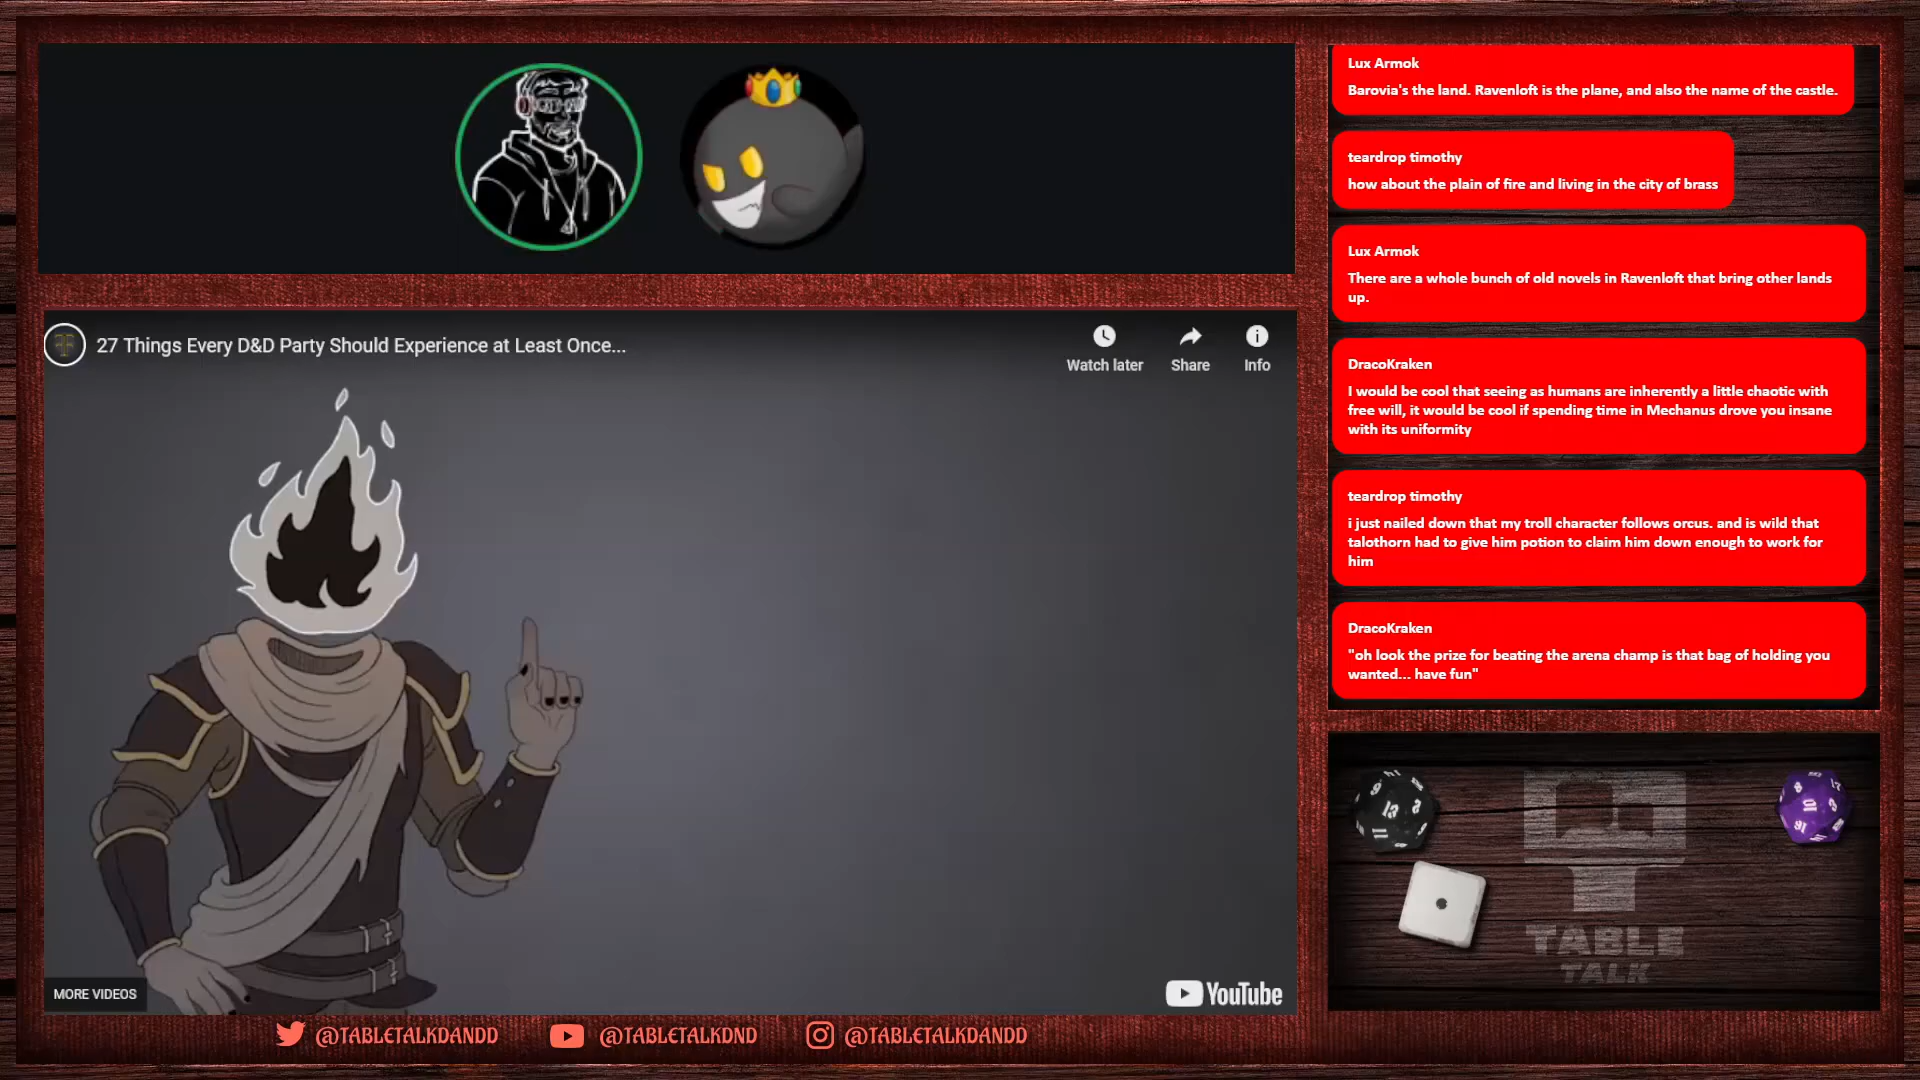 27 Things Every D&D Party Should Experience at Least Once...
Watch later
Share
Info
MORE VIDEOS
YouTube
@TABLETALKDANDD
@TABLETALKDND
@TABLETALKDANDD
Lux Armok
Barovia's the land. Ravenloft is the plane, and also the name of the castle.
teardrop timothy
how about the plain of fire and living in the city of brass
Lux Armok
There are a whole bunch of old novels in Ravenloft that bring other lands
up.
DracoKraken
I would be cool that seeing as humans are inherently a little chaotic with
free will, it would be cool if spending time in Mechanus drove you insane
with its uniformity
teardrop timothy
i just nailed down that my troll character follows orcus. and is wild that
talothorn had to give him potion to claim him down enough to work for
him
DracoKraken
"oh look the prize for beating the arena champ is that bag of holding you
wanted... have fun"
TABLE
TALK